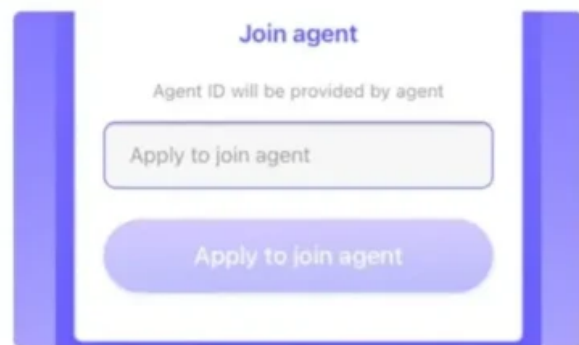 Join agent
Agent ID will be provided by agent
Apply to join agent
Apply to join agent